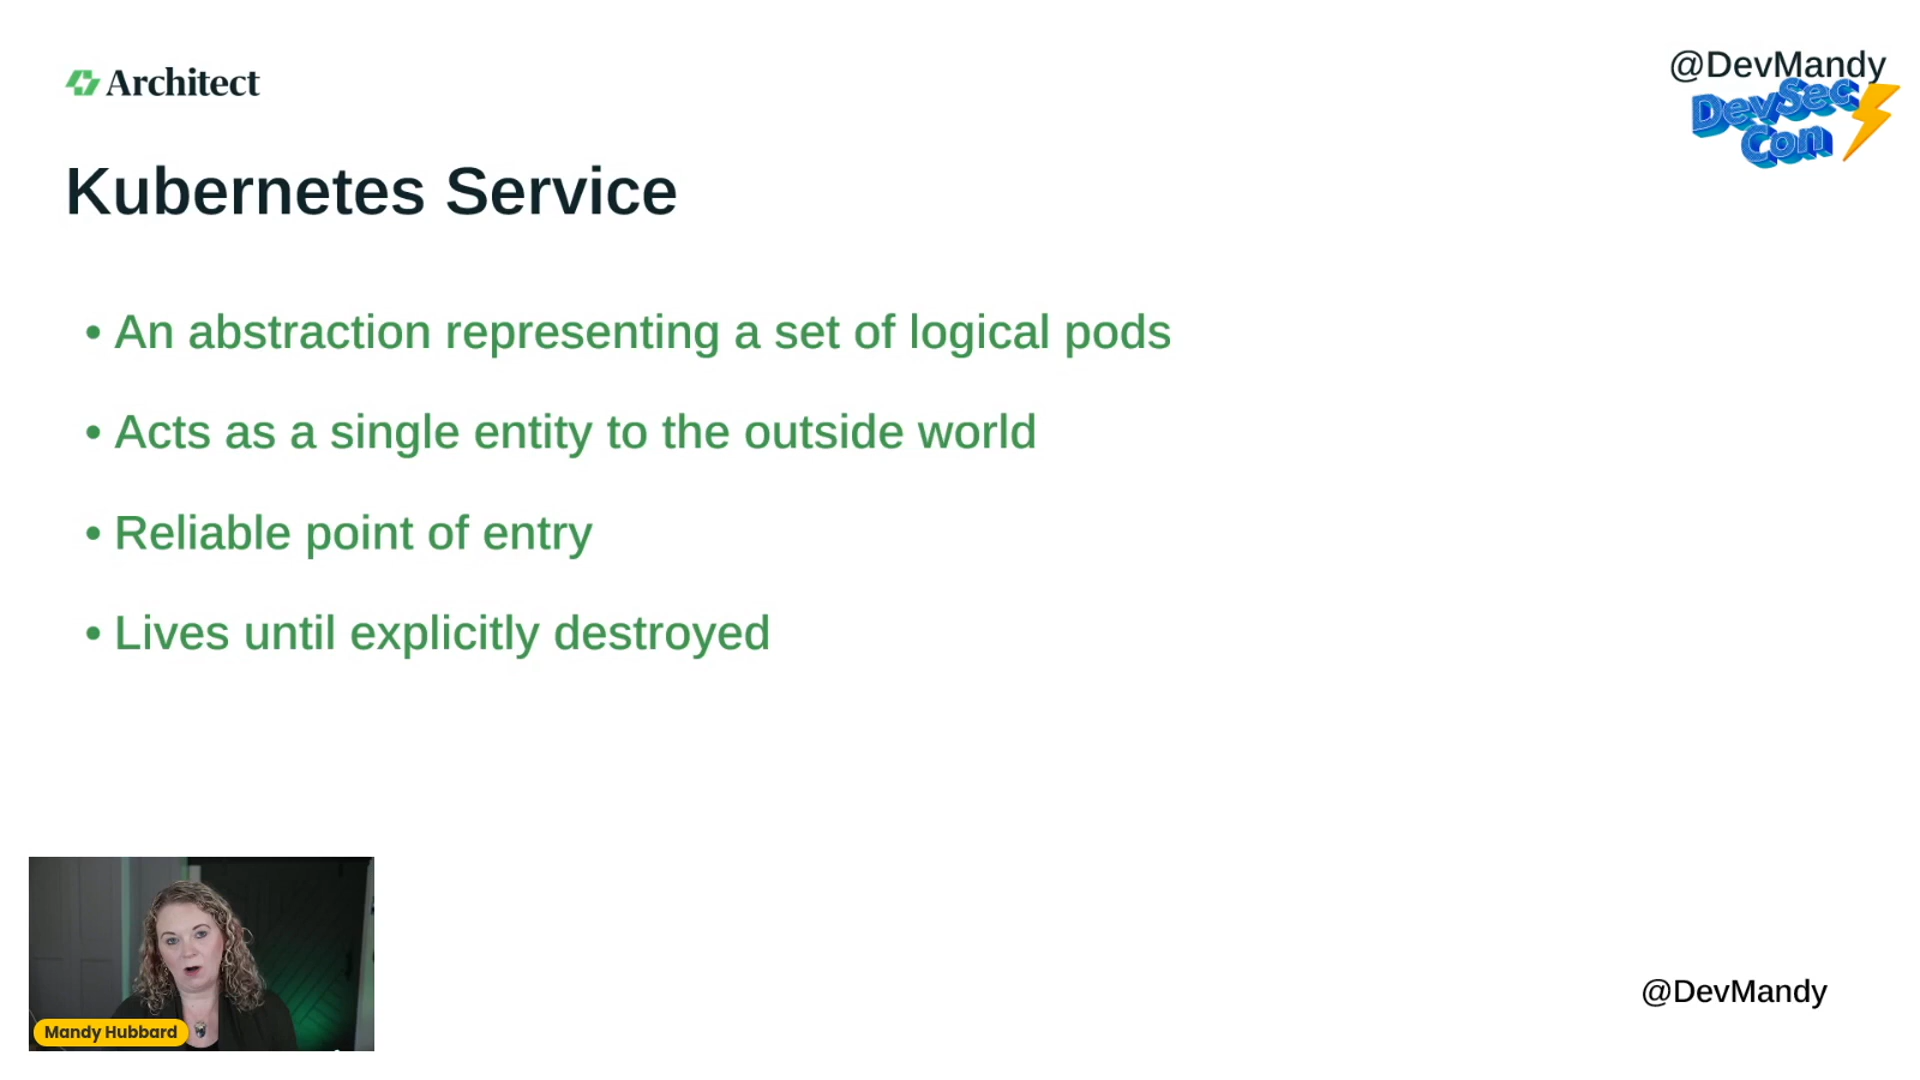 Architect
@DevMandy
DevSec
Con
Kubernetes Service
• An abstraction representing a set of logical pods
• Acts as a single entity to the outside world
• Reliable point of entry
• Lives until explicitly destroyed
Mandy Hubbard
@DevMandy